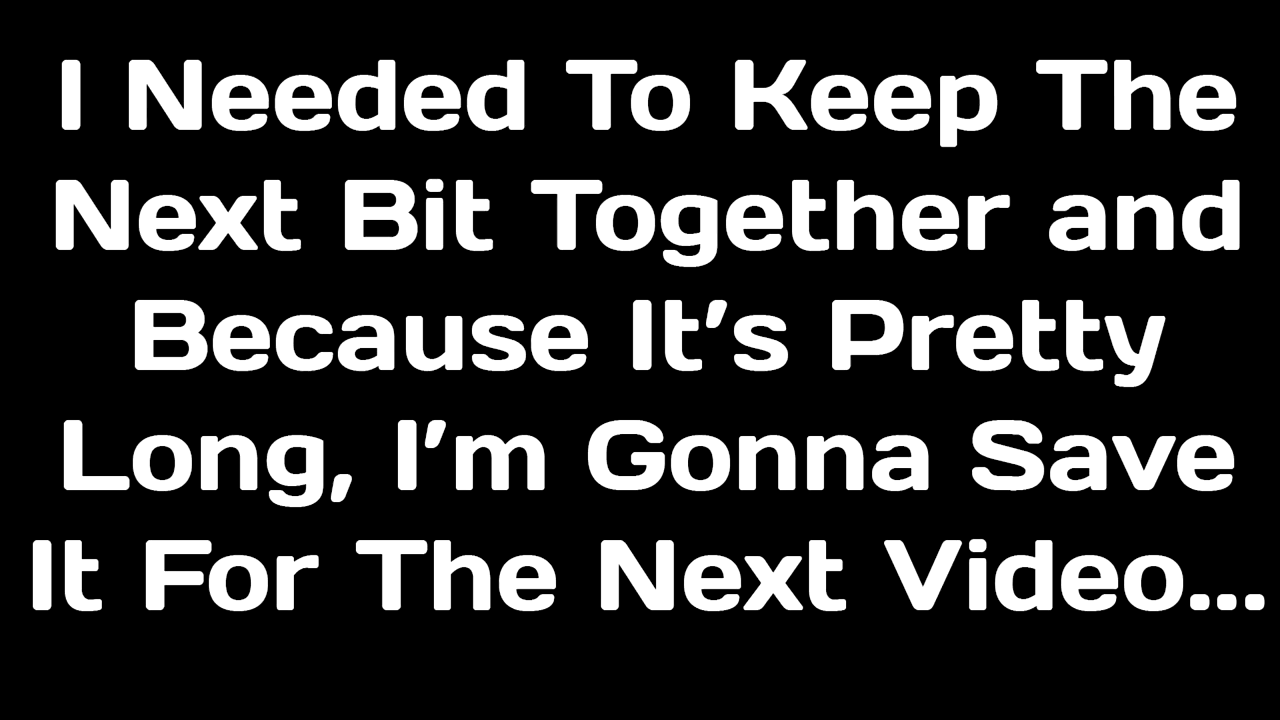 I Needed To Keep The
Next Bit Together and
Because It's Pretty
Long, I'm Gonna Save
It For The Next Video...